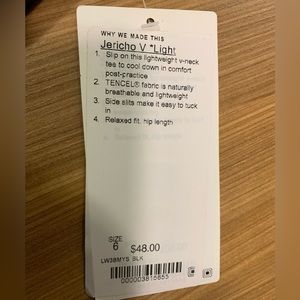 WHY WE MADE THIS
Jericho V *Light
1. Slip on this lightweight v-neck
tee to cool down in comfort
post-practice
2. TENCEL® fabric is naturally
breathable and lightweight
3. Side slits make it easy to tuck
in
4. Relaxed fit, hip length
SIZE
6 $48.00
LW3BMYS BLK